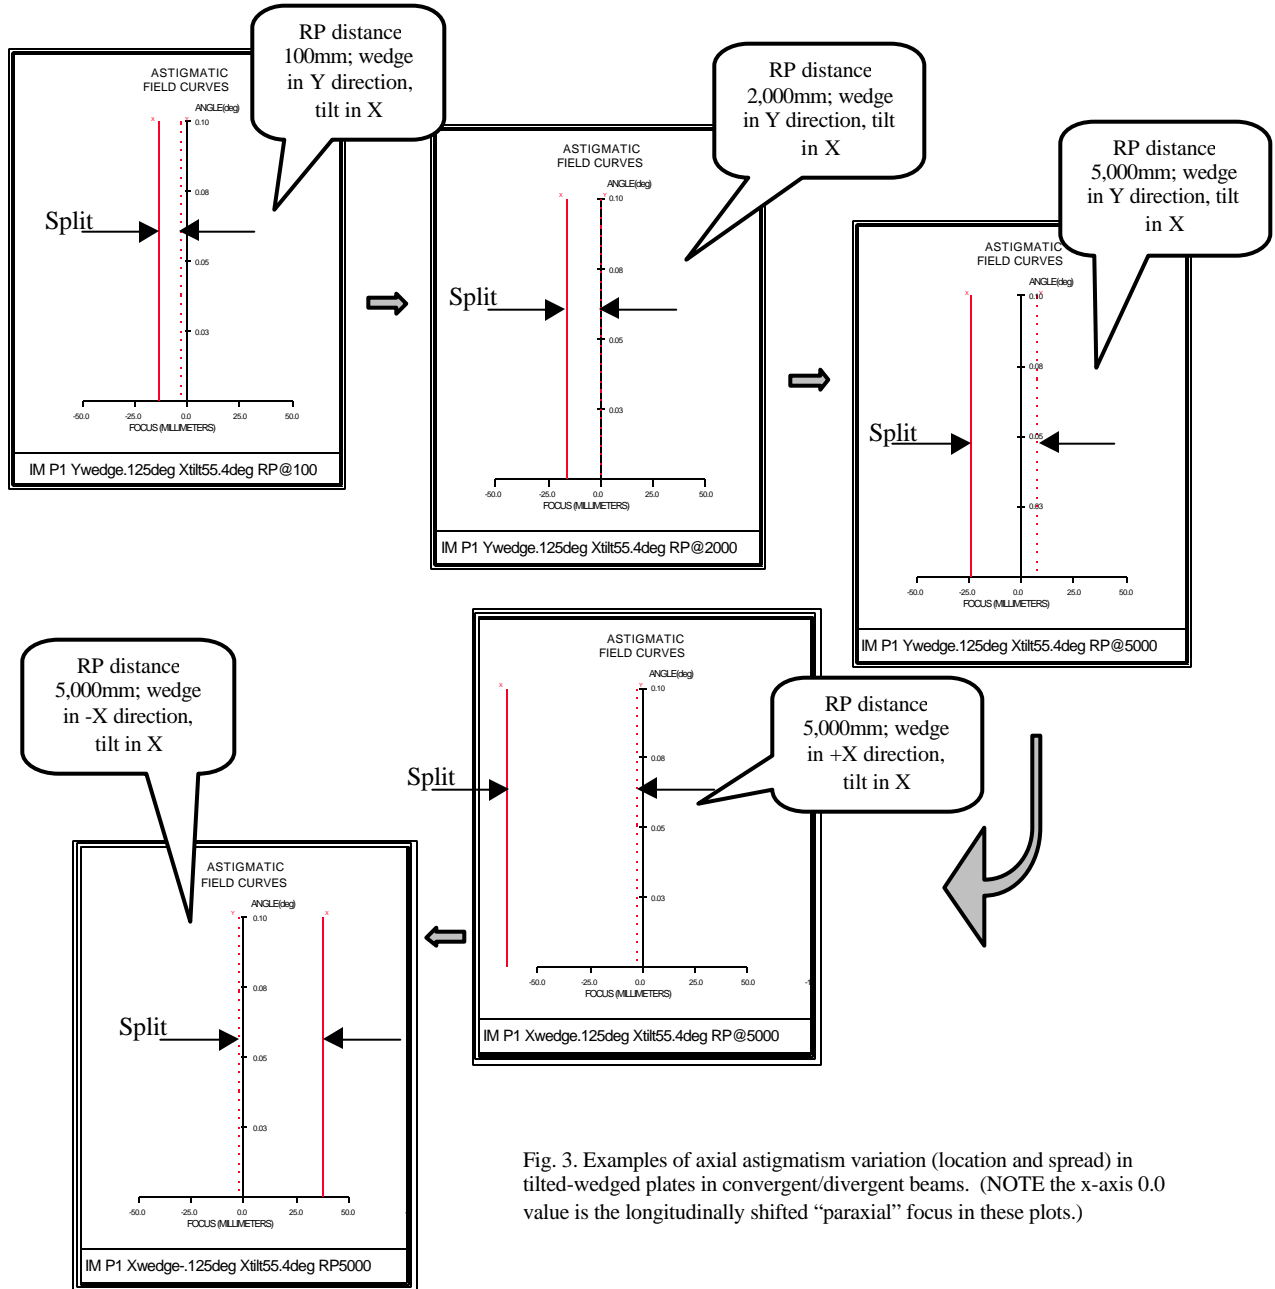 RP distance
100mm; wedge
in Y direction,
tilt in X
ASTIGMATIC
FIELD CURVES
ANGLE(deg)
X Y
0.10
0.08
0.05
0.03
Split
-50.0 -25.0 0.0 25.0 50.0
FOCUS (MILLIMETERS)
IM P1 Ywedge.125deg Xtilt55.4deg RP@100
RP distance
2,000mm; wedge
in Y direction, tilt
in X
ASTIGMATIC
FIELD CURVES
ANGLE(deg)
X Y
0.10
0.08
0.05
0.03
Split
-50.0 -25.0 0.0 25.0 50.0
FOCUS (MILLIMETERS)
IM P1 Ywedge.125deg Xtilt55.4deg RP@2000
RP distance
5,000mm; wedge
in Y direction, tilt
in X
ASTIGMATIC
FIELD CURVES
X
0.10
0.08
0.05
0.03
Split
-50.0 -25.0 0.0 25.0 50.0
FOCUS (MILLIMETERS)
IM P1 Ywedge.125deg Xtilt55.4deg RP@5000
RP distance
5,000mm; wedge
in +X direction,
tilt in X
ASTIGMATIC
FIELD CURVES
ANGLE(deg)
X Y
0.10
0.08
0.05
0.03
Split
-50.0 -25.0 0.0 25.0 50.0
FOCUS (MILLIMETERS)
IM P1 Xwedge.125deg Xtilt55.4deg RP@5000
RP distance
5,000mm; wedge
in -X direction,
tilt in X
ASTIGMATIC
FIELD CURVES
ANGLE(deg)
Y X
0.10
0.08
0.05
0.03
Split
-50.0 -25.0 0.0 25.0 50.0
FOCUS (MILLIMETERS)
IM P1 Xwedge-.125deg Xtilt55.4deg RP5000
Fig. 3. Examples of axial astigmatism variation (location and spread) in
tilted-wedged plates in convergent/divergent beams. (NOTE the x-axis 0.0
value is the longitudinally shifted “paraxial” focus in these plots.)